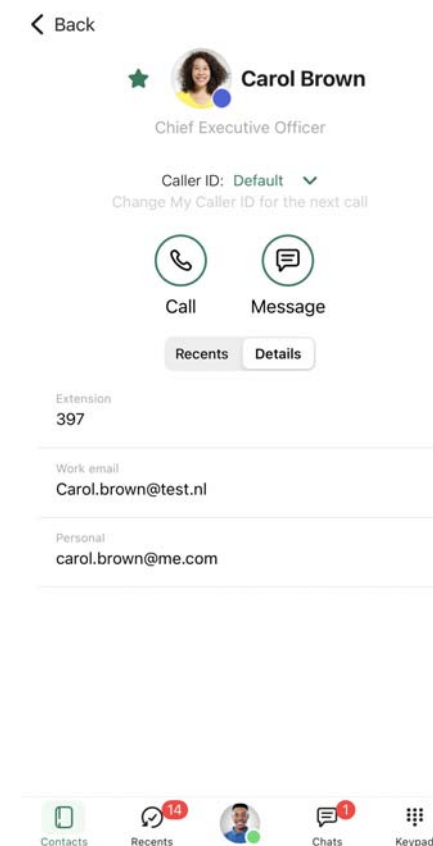 Back
Carol Brown
Chief Executive Officer
Caller ID: Default
Change My Caller ID for the next call
Call Message
Recents Details
Extension
397
Work email
Carol.brown@test.nl
Personal
carol.brown@me.com
14 1
Contacts Recents Chats Keypad